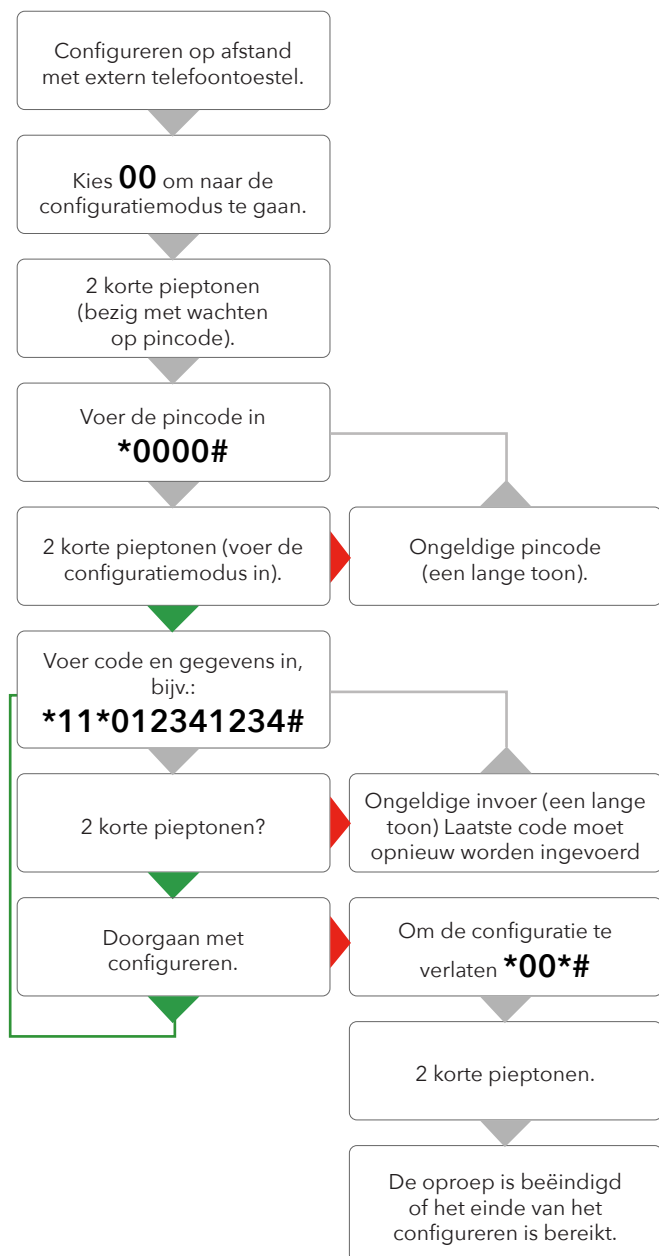 Configureren op afstand
met extern telefoontoestel.
Kies 00 om naar de
configuratiemodus te gaan.
2 korte pieptonen
(bezig met wachten
op pincode).
Voer de pincode in
*0000#
2 korte pieptonen (voer de
configuratiemodus in).
Ongeldige pincode
(een lange toon).
Voer code en gegevens in,
bijv.:
*11*012341234#
2 korte pieptonen?
Ongeldige invoer (een lange
toon) Laatste code moet
opnieuw worden ingevoerd
Doorgaan met
configureren.
Om de configuratie te
verlaten *00*#
2 korte pieptonen.
De oproep is beëindigd
of het einde van het
configureren is bereikt.